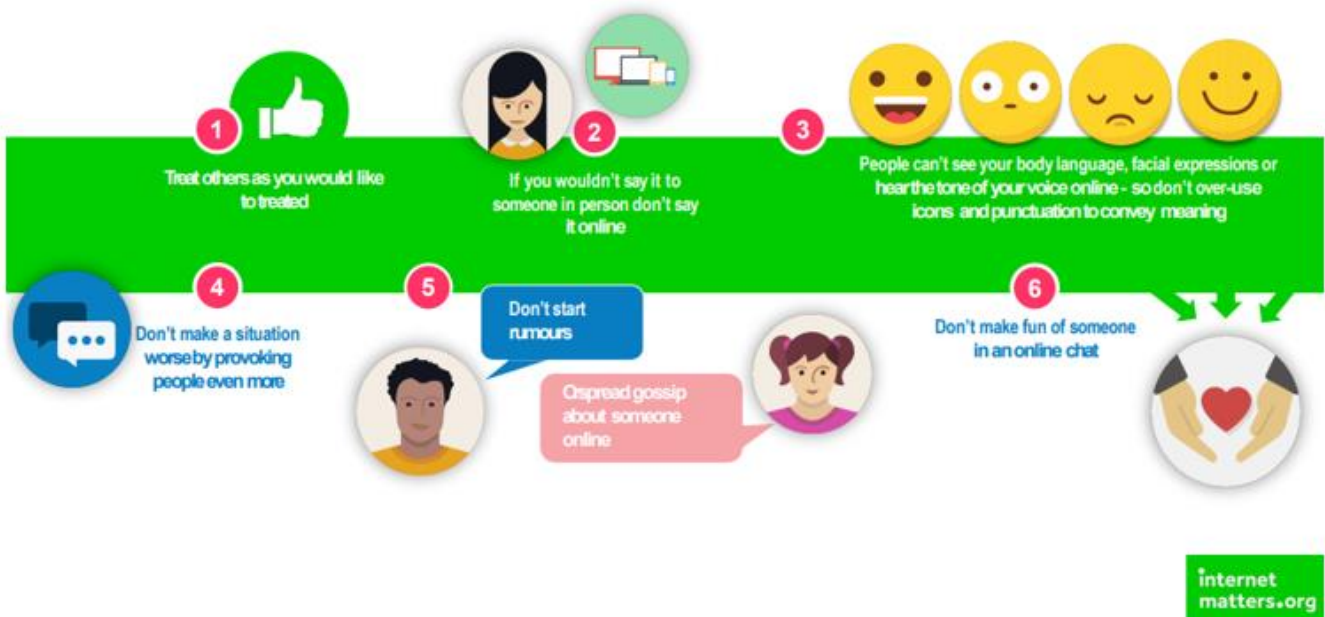 1
Treat others as you would like
to treated
2
If you wouldn't say it to
someone in person don't say
it online
3
People can't see your body language, facial expressions or
hear the tone of your voice online - so don't over-use
icons and punctuation to convey meaning
4
Don't make a situation
worse by provoking
people even more
5
Don't start
rumours
Or spread gossip
about someone
online
6
Don't make fun of someone
in an online chat
internet
matters.org